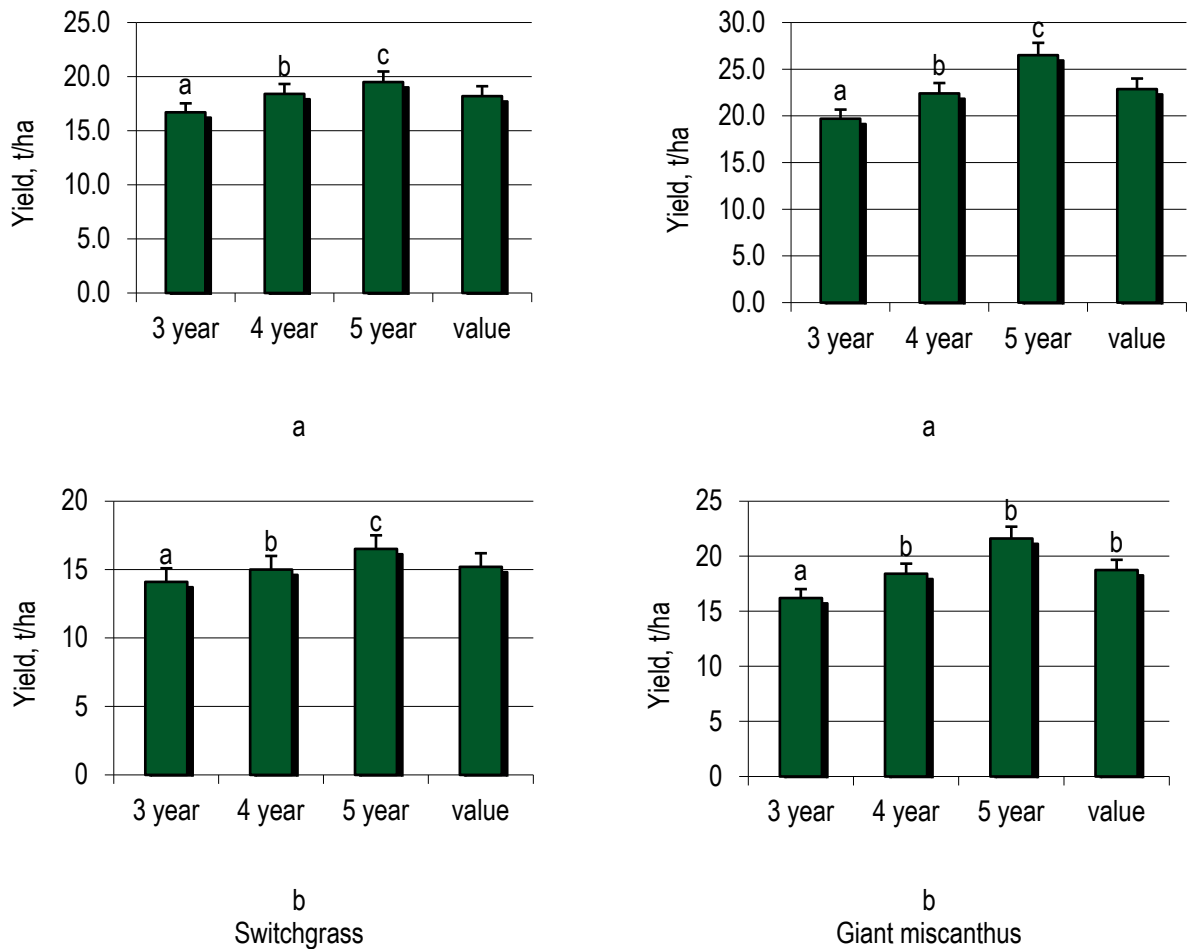 25.0
20.0
15.0
10.0
5.0
0.0
Yield, t/ha
a
b
c
3 year 4 year 5 year value
a
30.0
25.0
20.0
15.0
10.0
5.0
0.0
Yield, t/ha
a
b
c
3 year 4 year 5 year value
a
20
15
10
5
0
Yield, t/ha
a
b
c
3 year 4 year 5 year value
b
Switchgrass
25
20
15
10
5
0
Yield, t/ha
a
b
b
b
3 year 4 year 5 year value
b
Giant miscanthus